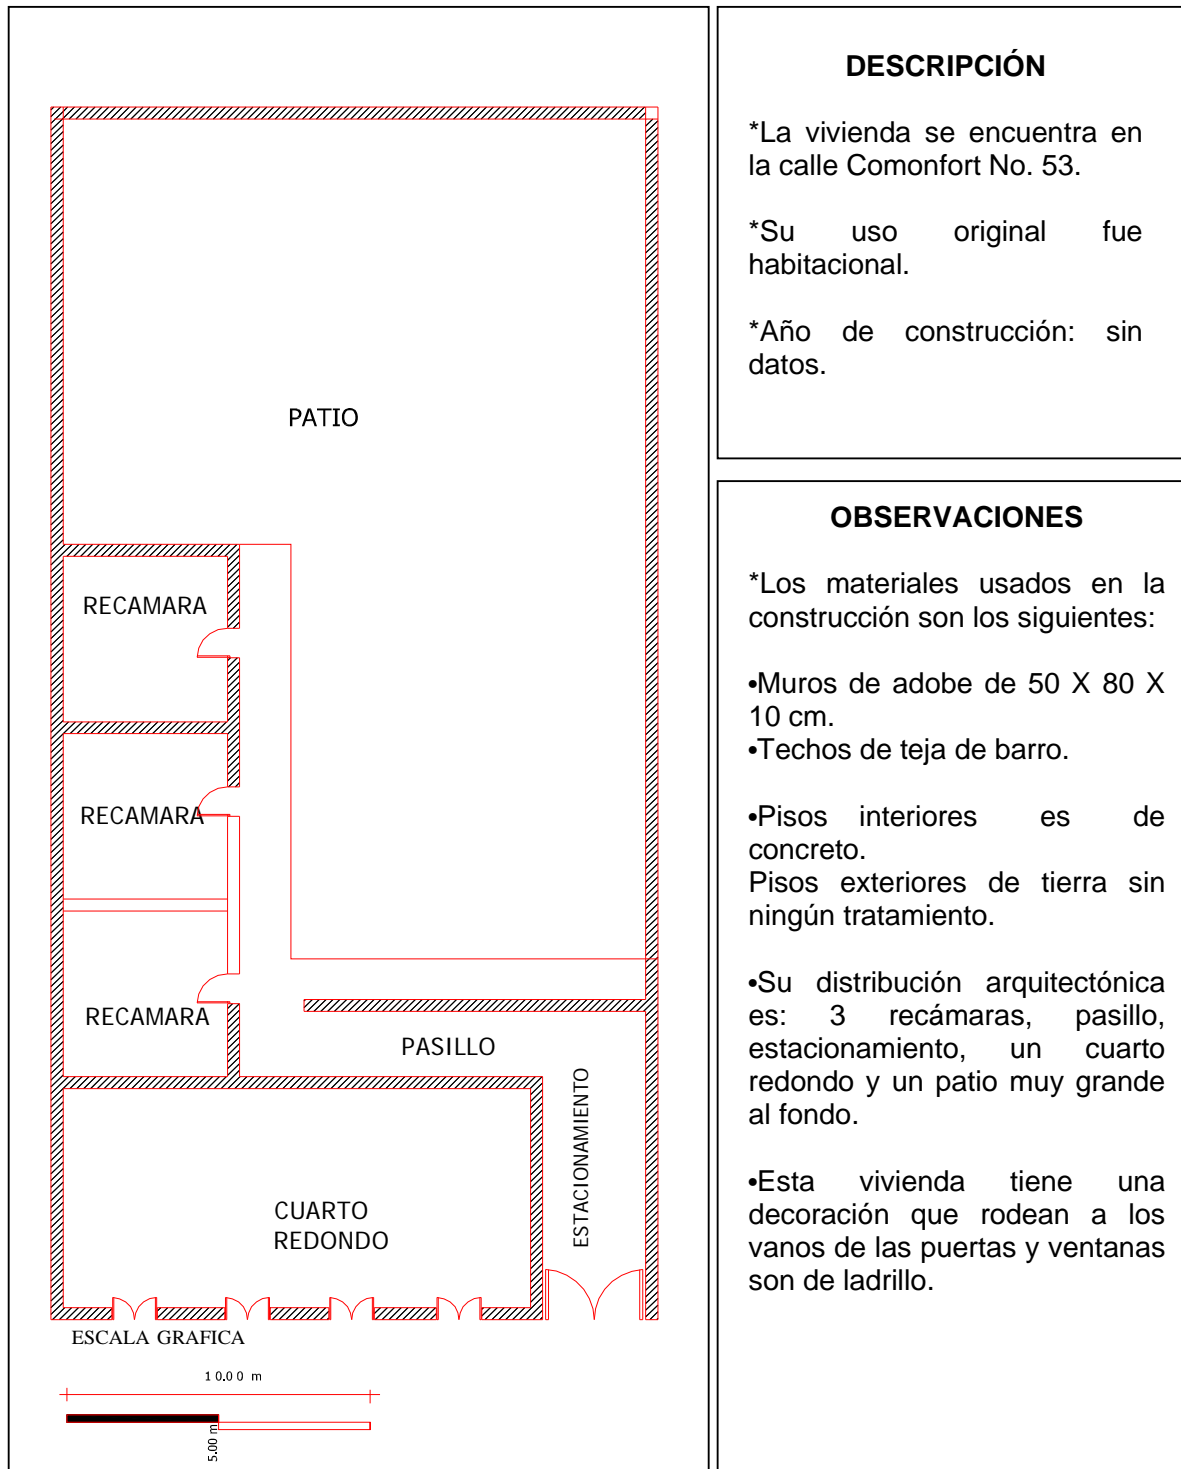 PATIO
RECAMARA
RECAMARA
RECAMARA
PASILLO
ESTACIONAMIENTO
CUARTO
REDONDO
ESCALA GRAFICA
10.00 m
5.00 m
DESCRIPCIÓN
*La vivienda se encuentra en
la calle Comonfort No. 53.
*Su uso original fue
habitacional.
*Año de construcción: sin
datos.
OBSERVACIONES
*Los materiales usados en la
construcción son los siguientes:
•Muros de adobe de 50 X 80 X
10 cm.
•Techos de teja de barro.
•Pisos interiores es de
concreto.
Pisos exteriores de tierra sin
ningún tratamiento.
•Su distribución arquitectónica
es: 3 recámaras, pasillo,
estacionamiento, un cuarto
redondo y un patio muy grande
al fondo.
•Esta vivienda tiene una
decoración que rodean a los
vanos de las puertas y ventanas
son de ladrillo.